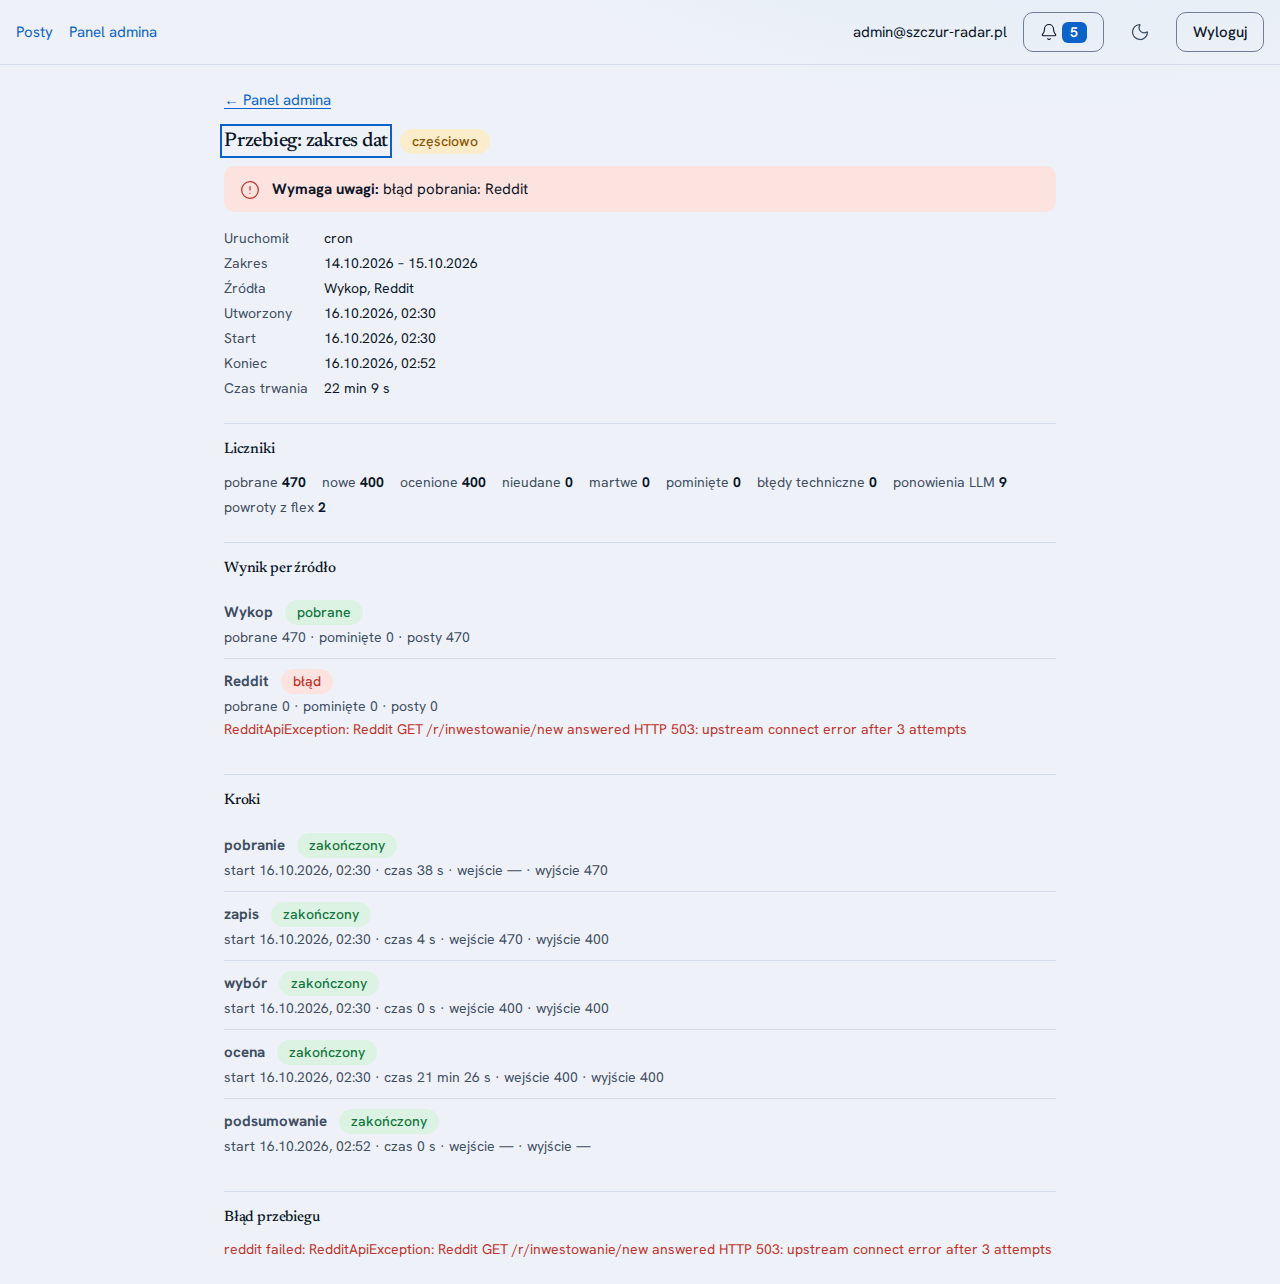 Posty Panel admina admin@szczur-radar.pl 5 Wyloguj
← Panel admina
Przebieg: zakres dat częściowo
Wymaga uwagi: błąd pobrania: Reddit
Uruchomił cron
Zakres 14.10.2026 – 15.10.2026
Źródła Wykop, Reddit
Utworzony 16.10.2026, 02:30
Start 16.10.2026, 02:30
Koniec 16.10.2026, 02:52
Czas trwania 22 min 9 s
Liczniki
pobrane 470 nowe 400 ocenione 400 nieudane 0 martwe 0 pominięte 0 błędy techniczne 0 ponowienia LLM 9
powroty z flex 2
Wynik per źródło
Wykop pobrane
pobrane 470 · pominięte 0 · posty 470
Reddit błąd
pobrane 0 · pominięte 0 · posty 0
RedditApiException: Reddit GET /r/inwestowanie/new answered HTTP 503: upstream connect error after 3 attempts
Kroki
pobranie zakończony
start 16.10.2026, 02:30 · czas 38 s · wejście — · wyjście 470
zapis zakończony
start 16.10.2026, 02:30 · czas 4 s · wejście 470 · wyjście 400
wybór zakończony
start 16.10.2026, 02:30 · czas 0 s · wejście 400 · wyjście 400
ocena zakończony
start 16.10.2026, 02:30 · czas 21 min 26 s · wejście 400 · wyjście 400
podsumowanie zakończony
start 16.10.2026, 02:52 · czas 0 s · wejście — · wyjście —
Błąd przebiegu
reddit failed: RedditApiException: Reddit GET /r/inwestowanie/new answered HTTP 503: upstream connect error after 3 attempts